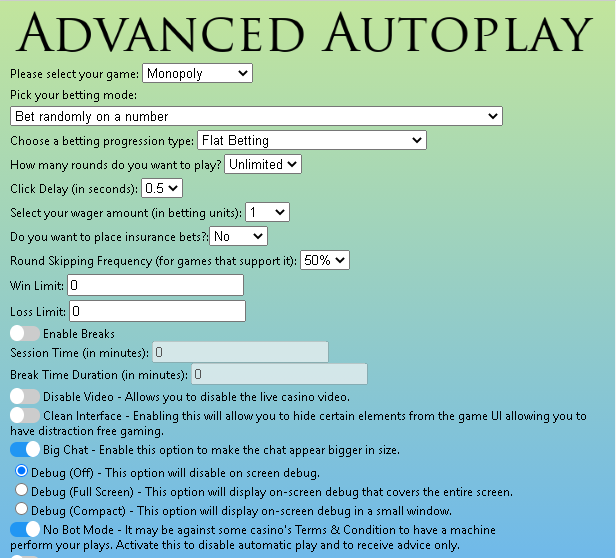 Advanced Autoplay
Please select your game: Monopoly
Pick your betting mode:
Bet randomly on a number
Choose a betting progression type: Flat Betting
How many rounds do you want to play? Unlimited
Click Delay (in seconds): 0.5
Select your wager amount (in betting units): 1
Do you want to place insurance bets?: No
Round Skipping Frequency (for games that support it): 50%
Win Limit: 0
Loss Limit: 0
Enable Breaks
Session Time (in minutes): 0
Break Time Duration (in minutes): 0
Disable Video - Allows you to disable the live casino video.
Clean Interface - Enabling this will allow you to hide certain elements from the game UI allowing you to
have distraction free gaming.
Big Chat - Enable this option to make the chat appear bigger in size.
Debug (Off) - This option will disable on screen debug.
Debug (Full Screen) - This option will display on-screen debug that covers the entire screen.
Debug (Compact) - This option will display on-screen debug in a small window.
No Bot Mode - It may be against some casino's Terms & Condition to have a machine
perform your plays. Activate this to disable automatic play and to receive advice only.